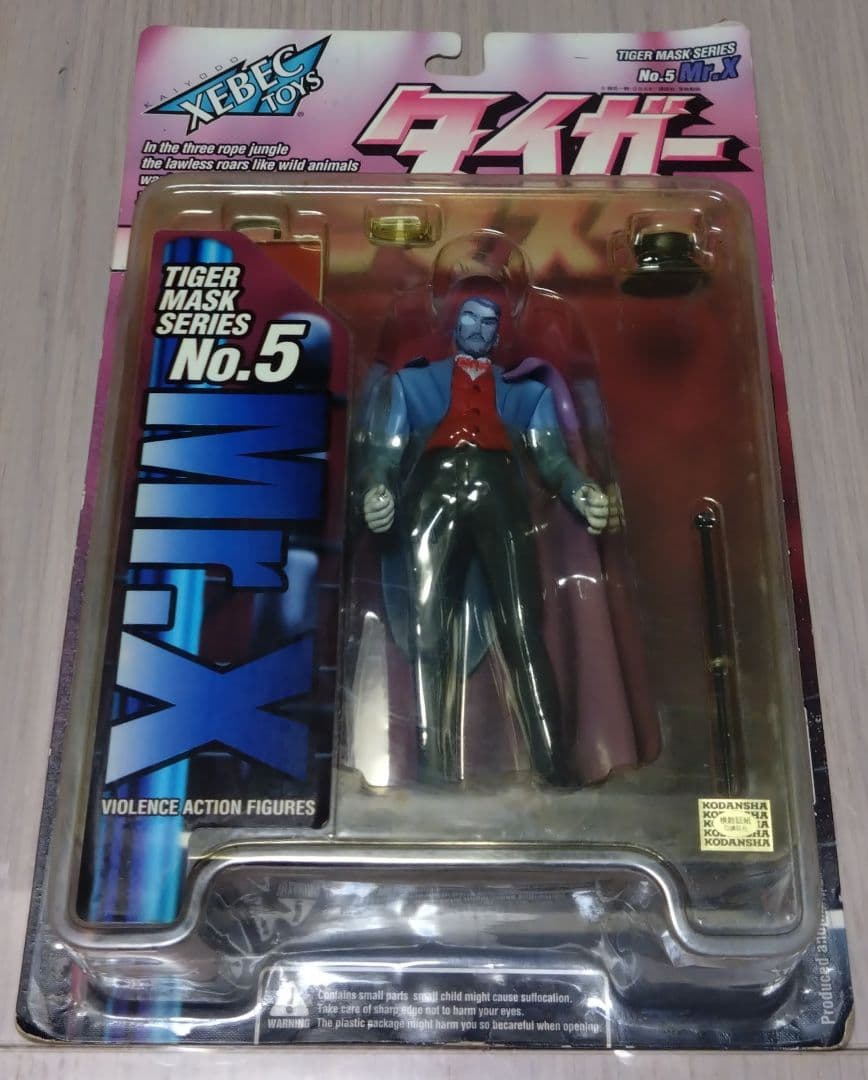 KAIYODO
XEBEC
TOYS
TIGER MASK SERIES
No.5 Mr.X
タイガー
In the three rope jungle
the lawless roars like wild animals
TIGER
MASK
SERIES
No.5
Mr.X
VIOLENCE ACTION FIGURES
KODANSHA
KODANSHA
KODANSHA
WARNING
Contains small parts small child might cause suffocation.
Take care of sharp edge not to harm your eyes.
The plastic package might harm you so becareful when opening
Produced and